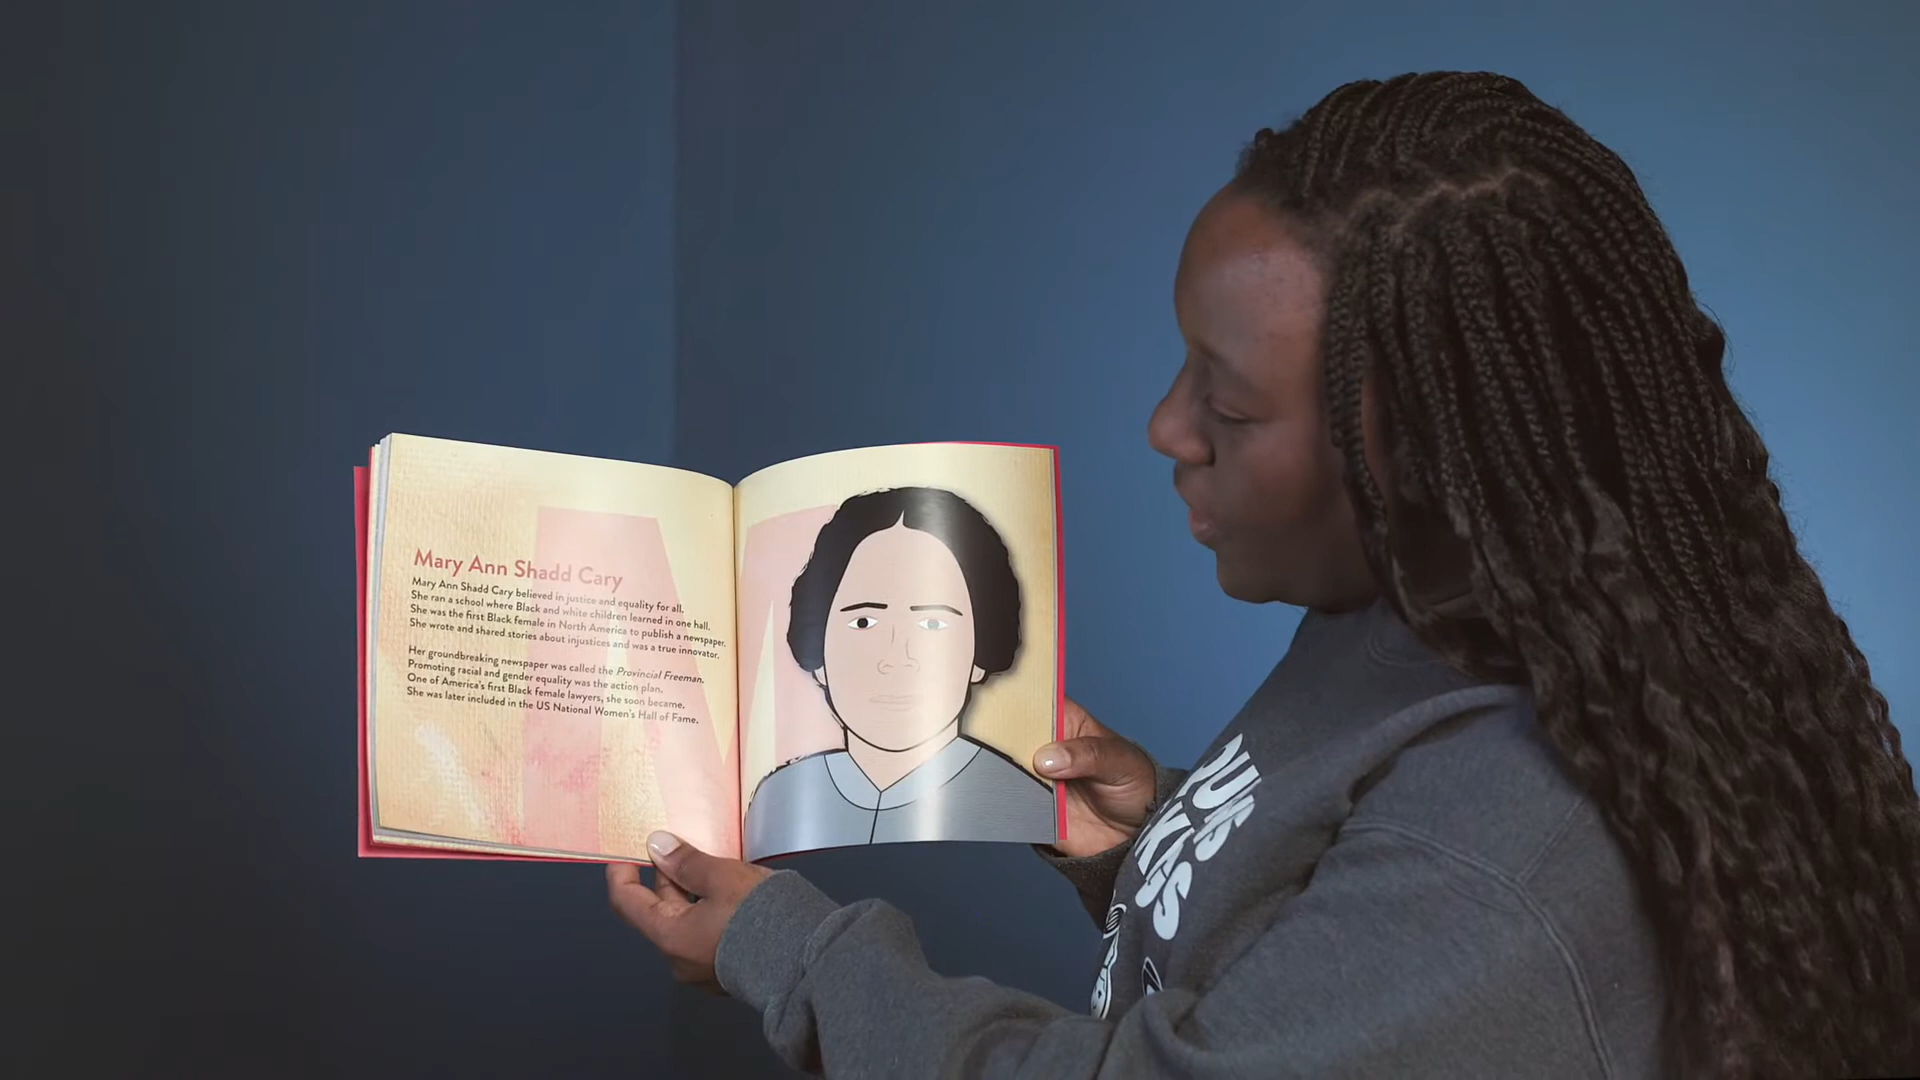 Mary Ann Shadd Cary
Mary Ann Shadd Cary believed in justice and equality for all.
She ran a school where Black and white children learned in one hall.
She was the first Black female in North America to publish a newspaper.
She wrote and shared stories about injustices and was a true innovator.
Her groundbreaking newspaper was called the Provincial Freeman.
Promoting racial and gender equality was the action plan.
One of America's first Black female lawyers, she soon became.
She was later included in the US National Women's Hall of Fame.